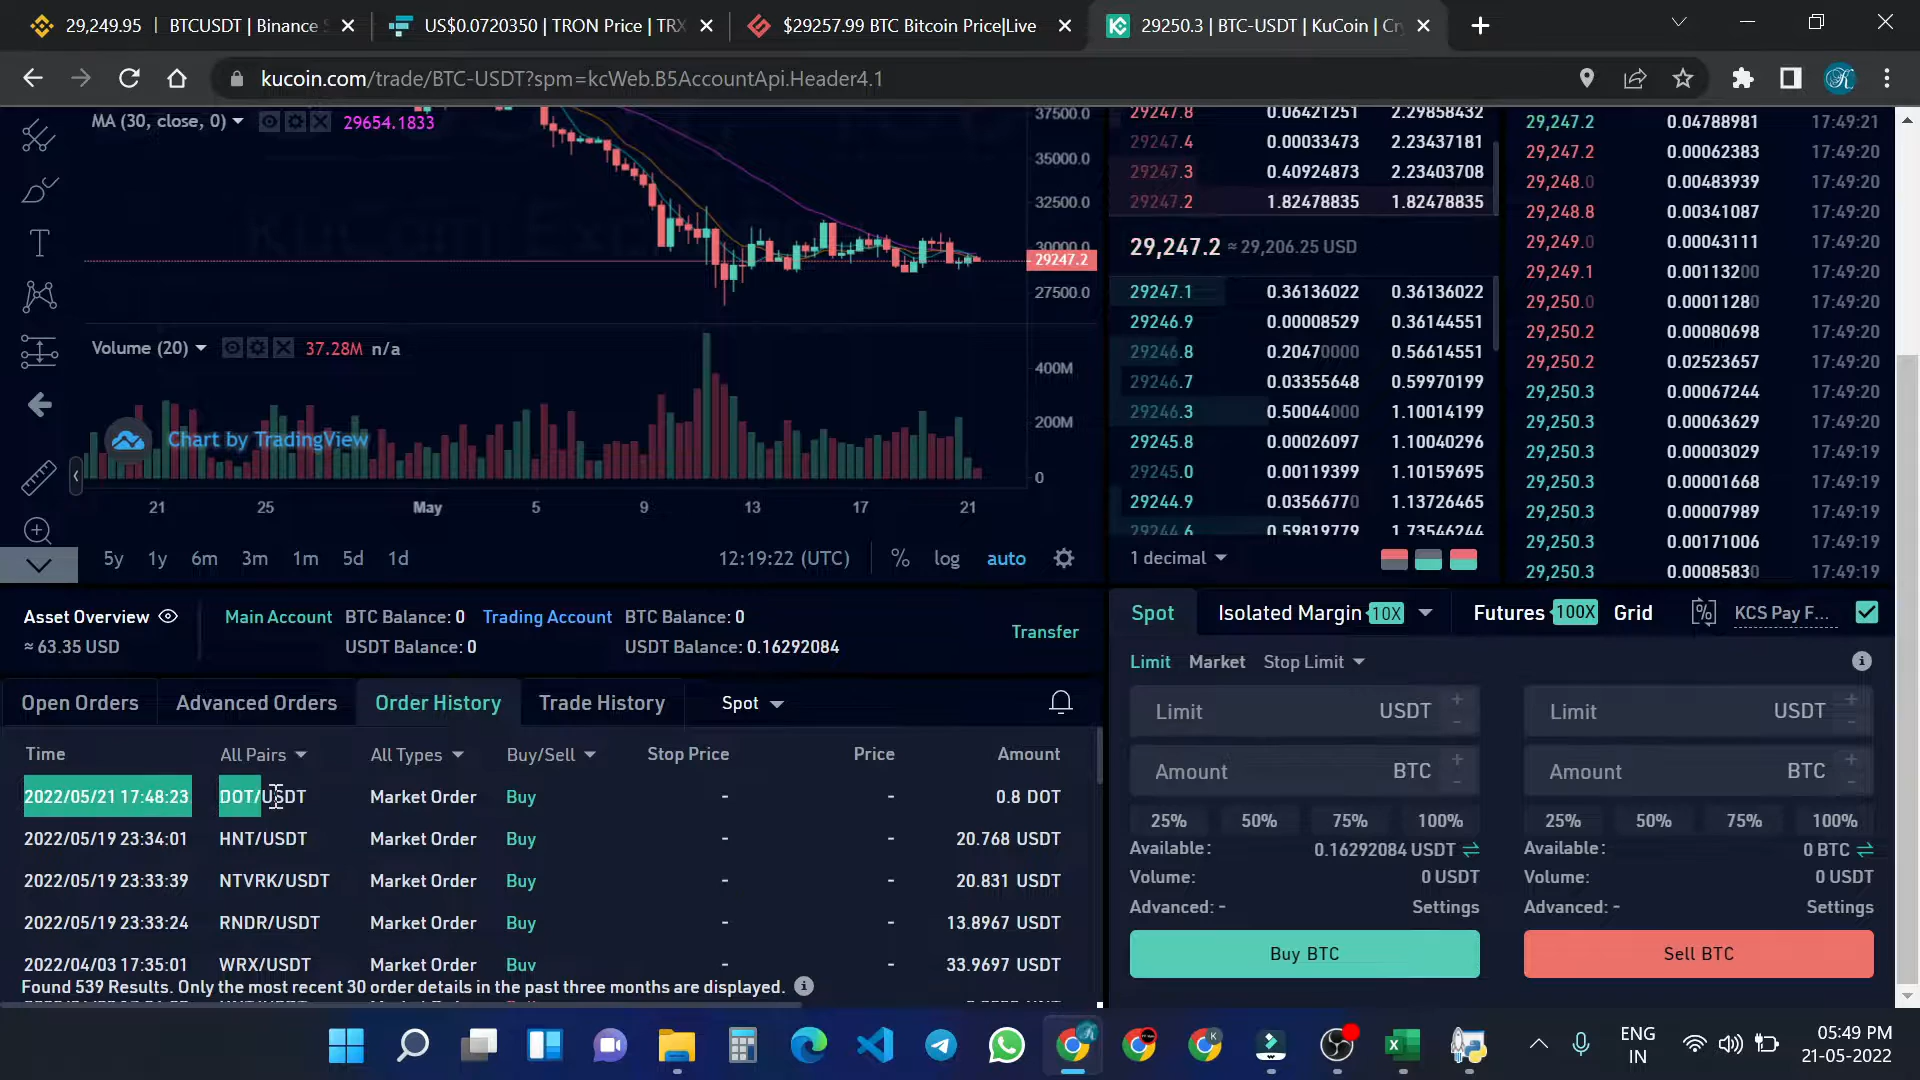 29,249.95 | BTCUSDT | Binance S
US$0.0720350 | TRON Price | TRX
$29257.99 BTC Bitcoin Price|Live
29250.3 | BTC-USDT | KuCoin | Cr
kucoin.com/trade/BTC-USDT?spm=kcWeb.B5AccountApi.Header4.1
MA (30, close, 0) 29654.1833
37500.0
35000.0
32500.0
30000.0
29247.2
27500.0
Volume (20) 37.28M n/a
400M
200M
0
Chart by TradingView
21 25 May 5 9 13 17 21
5y 1y 6m 3m 1m 5d 1d 12:19:22 (UTC) % log auto
29247.8 0.06421251 2.29858432
29247.4 0.00033473 2.23437181
29247.3 0.40924873 2.23403708
29247.2 1.82478835 1.82478835
29,247.2 ≈ 29,206.25 USD
29247.1 0.36136022 0.36136022
29246.9 0.00008529 0.36144551
29246.8 0.20470000 0.56614551
29246.7 0.03355648 0.59970199
29246.3 0.50044000 1.10014199
29245.8 0.00026097 1.10040296
29245.0 0.00119399 1.10159695
29244.9 0.03566770 1.13726465
29244.6 0.59819779 1.73546244
1 decimal
29,247.2 0.04788981 17:49:21
29,247.2 0.00062383 17:49:20
29,248.0 0.00483939 17:49:20
29,248.8 0.00341087 17:49:20
29,249.0 0.00043111 17:49:20
29,249.1 0.00113200 17:49:20
29,250.0 0.00011280 17:49:20
29,250.2 0.00080698 17:49:20
29,250.2 0.02523657 17:49:20
29,250.3 0.00067244 17:49:20
29,250.3 0.00063629 17:49:20
29,250.3 0.00003029 17:49:20
29,250.3 0.00001668 17:49:19
29,250.3 0.00007989 17:49:19
29,250.3 0.00171006 17:49:19
29,250.3 0.00085830 17:49:19
Asset Overview
≈ 63.35 USD
Main Account BTC Balance: 0 Trading Account BTC Balance: 0
USDT Balance: 0 USDT Balance: 0.16292084
Transfer
Open Orders Advanced Orders Order History Trade History Spot
Time All Pairs All Types Buy/Sell Stop Price Price Amount
2022/05/21 17:48:23 DOT/USDT Market Order Buy - - 0.8 DOT
2022/05/19 23:34:01 HNT/USDT Market Order Buy - - 20.768 USDT
2022/05/19 23:33:39 NTVRK/USDT Market Order Buy - - 20.831 USDT
2022/05/19 23:33:24 RNDR/USDT Market Order Buy - - 13.8967 USDT
2022/04/03 17:35:01 WRX/USDT Market Order Buy - - 33.9697 USDT
Found 539 Results. Only the most recent 30 order details in the past three months are displayed.
Spot Isolated Margin 10X Futures 100X Grid KCS Pay F...
Limit Market Stop Limit
Limit USDT
Amount BTC
25% 50% 75% 100%
Available: 0.16292084 USDT
Volume: 0 USDT
Advanced: - Settings
Buy BTC
Limit USDT
Amount BTC
25% 50% 75% 100%
Available: 0 BTC
Volume: 0 USDT
Advanced: - Settings
Sell BTC
ENG
IN
05:49 PM
21-05-2022